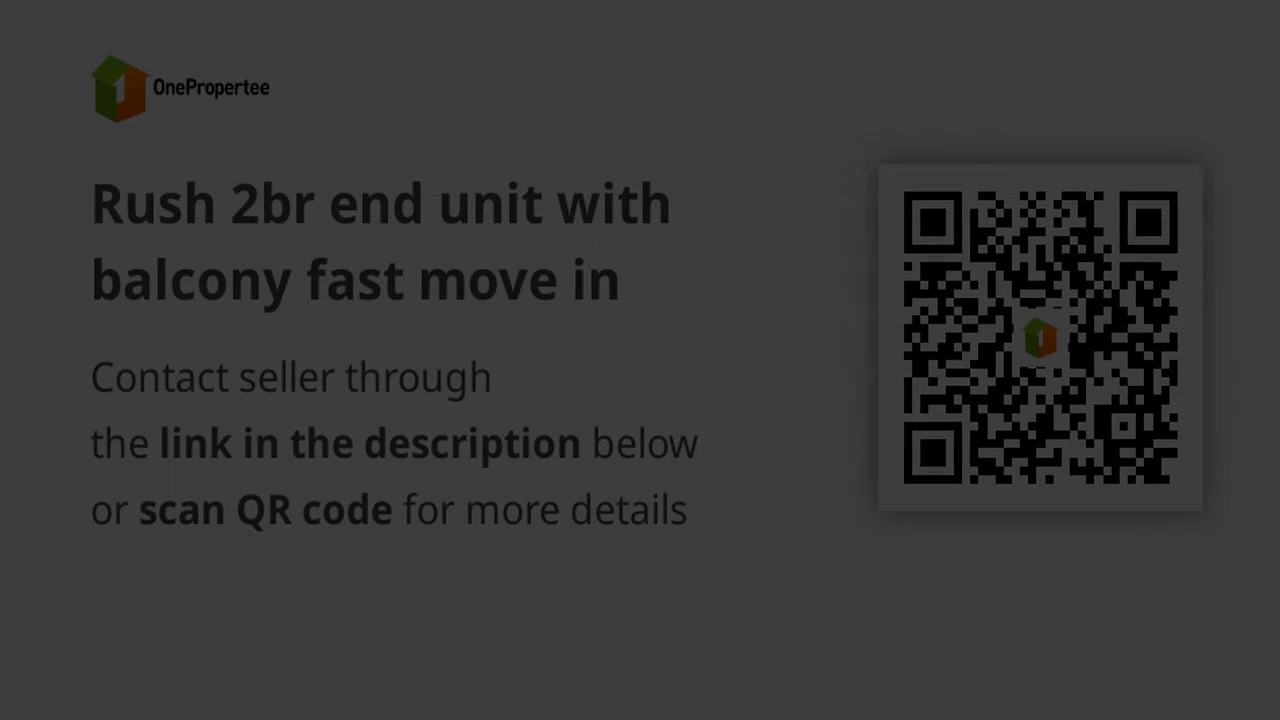 OnePropertee
Rush 2br end unit with
balcony fast move in
Contact seller through
the link in the description below
or scan QR code for more details